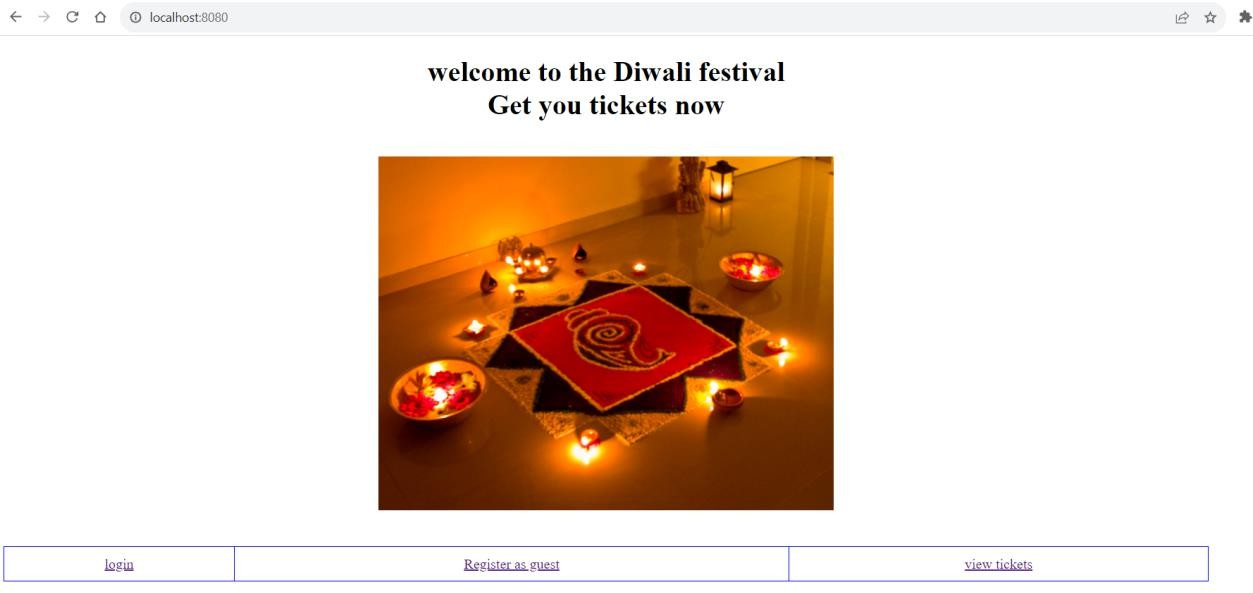 localhost:8080
welcome to the Diwali festival
Get you tickets now
login
Register as guest
view tickets